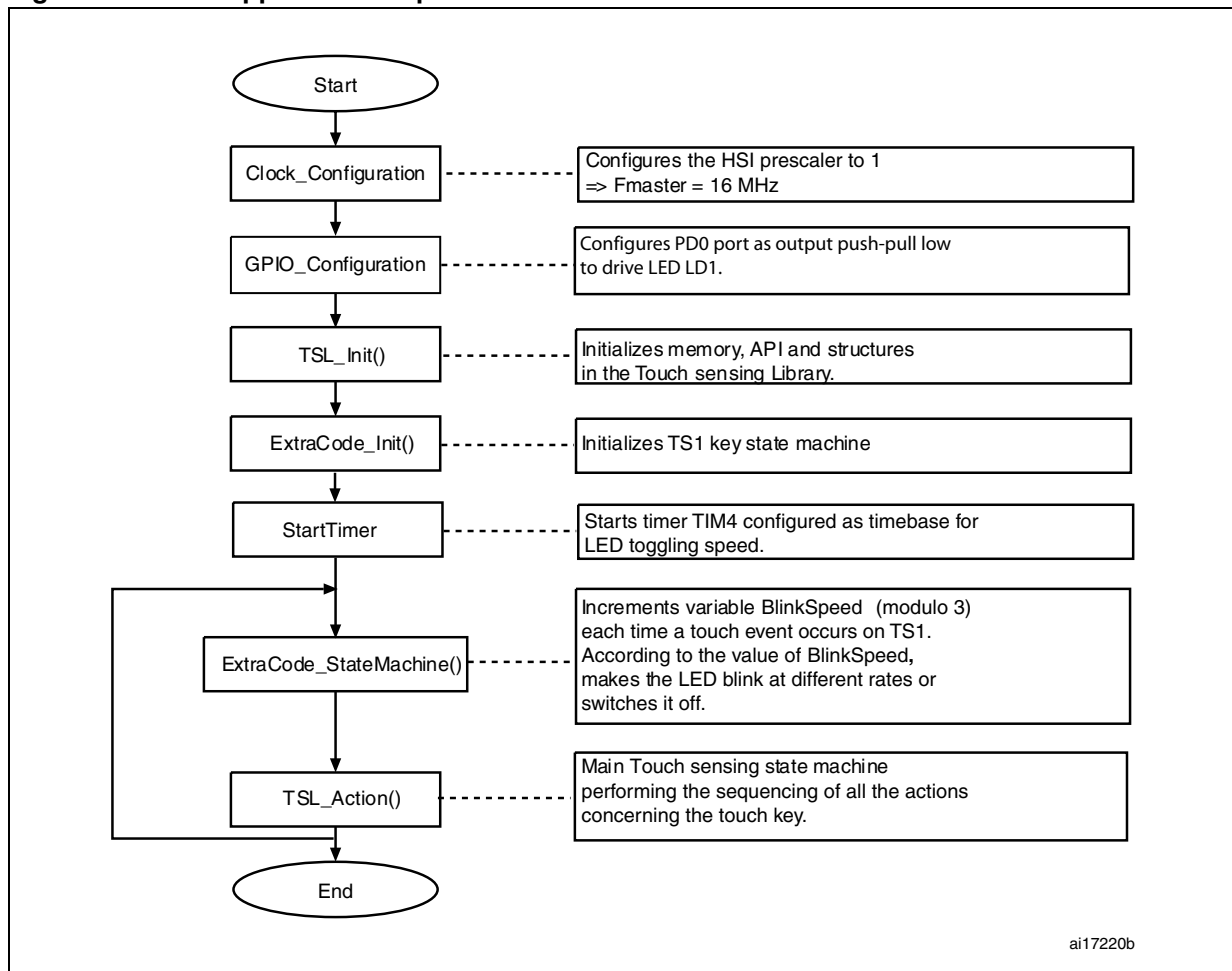 Start
Clock_Configuration
Configures the HSI prescaler to 1
=> Fmaster = 16 MHz
GPIO_Configuration
Configures PD0 port as output push-pull low
to drive LED LD1.
TSL_Init()
Initializes memory, API and structures
in the Touch sensing Library.
ExtraCode_Init()
Initializes TS1 key state machine
StartTimer
Starts timer TIM4 configured as timebase for
LED toggling speed.
ExtraCode_StateMachine()
Increments variable BlinkSpeed (modulo 3)
each time a touch event occurs on TS1.
According to the value of BlinkSpeed,
makes the LED blink at different rates or
switches it off.
TSL_Action()
Main Touch sensing state machine
performing the sequencing of all the actions
concerning the touch key.
End
ai17220b